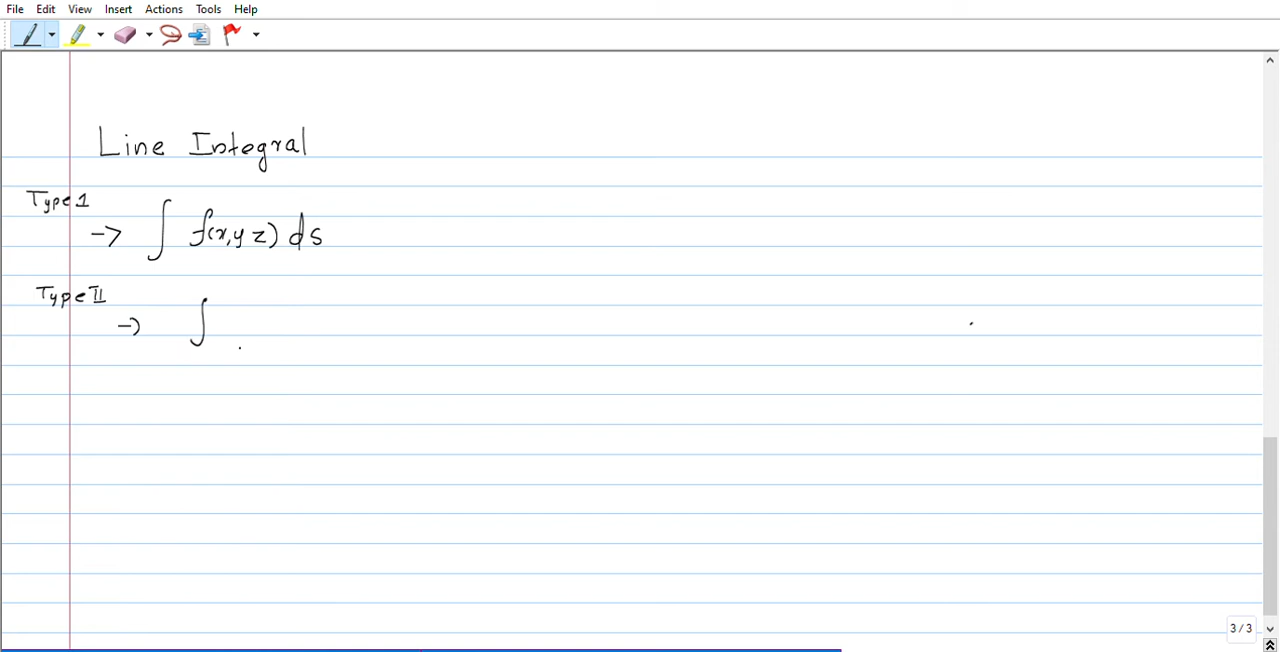 File Edit View Insert Actions Tools Help
Line Integral
Type 1
→ ∫ f(x,y z) ds
Type II
→ ∫
3 / 3